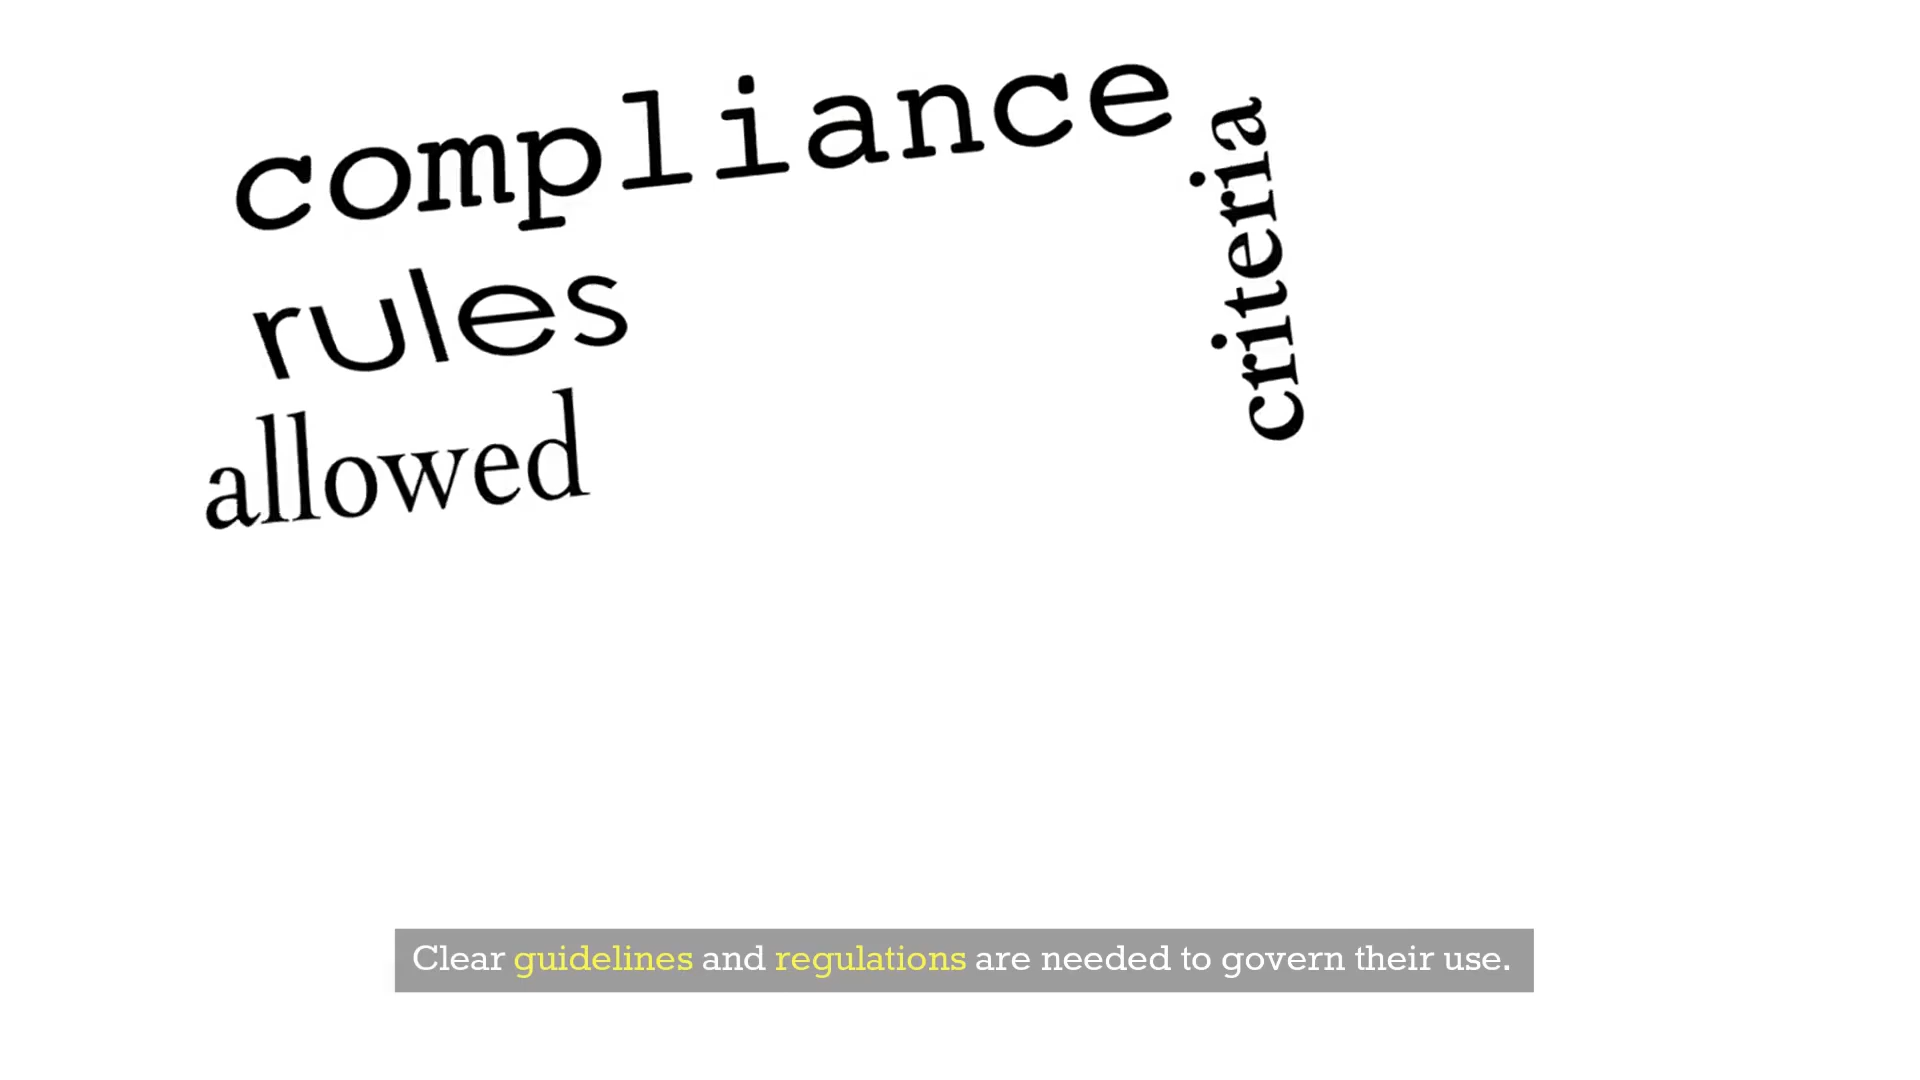 compliance
criteria
rules
allowed
Clear guidelines and regulations are needed to govern their use.